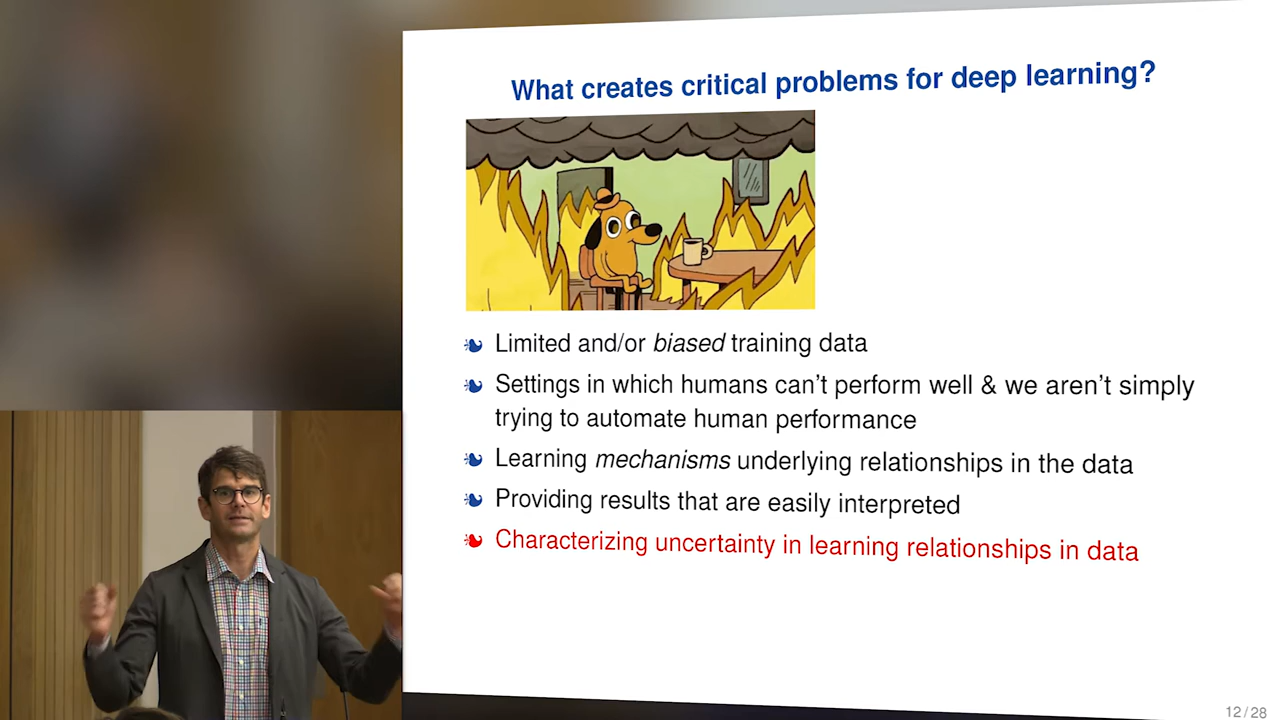 What creates critical problems for deep learning?
Limited and/or biased training data
Settings in which humans can't perform well & we aren't simply
trying to automate human performance
Learning mechanisms underlying relationships in the data
Providing results that are easily interpreted
Characterizing uncertainty in learning relationships in data
12/28